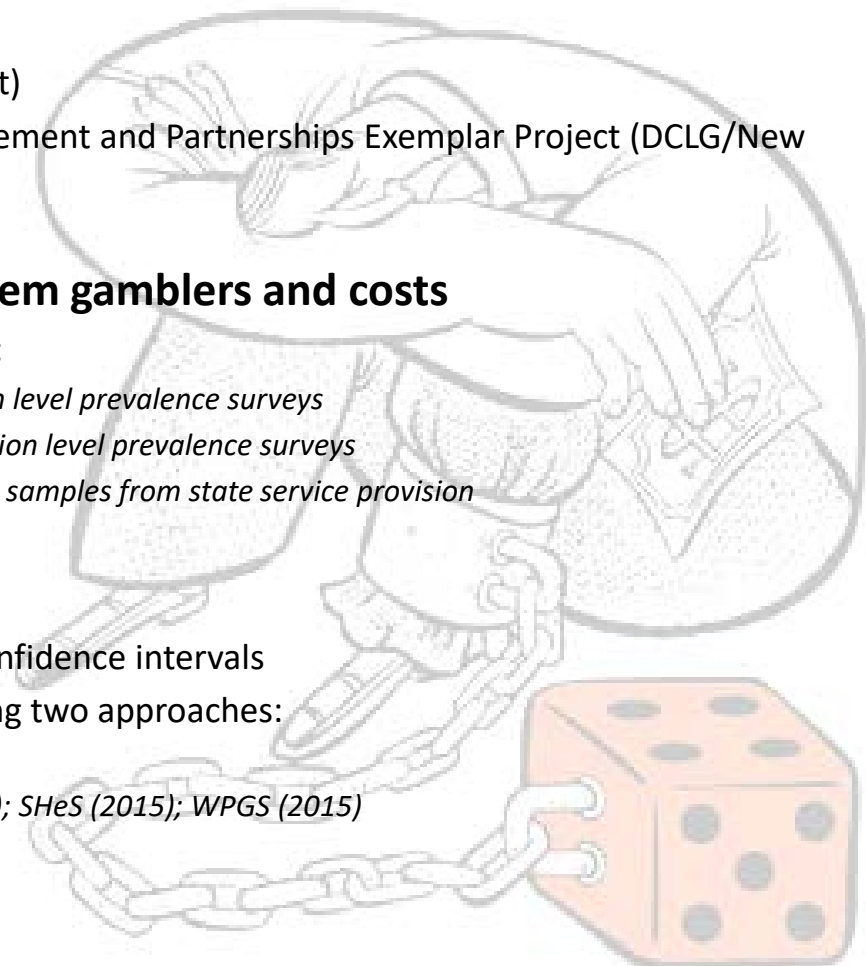 t)
ement and Partnerships Exemplar Project (DCLG/New
em gamblers and costs
:
n level prevalence surveys
ion level prevalence surveys
samples from state service provision
nfidence intervals
ng two approaches:
); SHeS (2015); WPGS (2015)